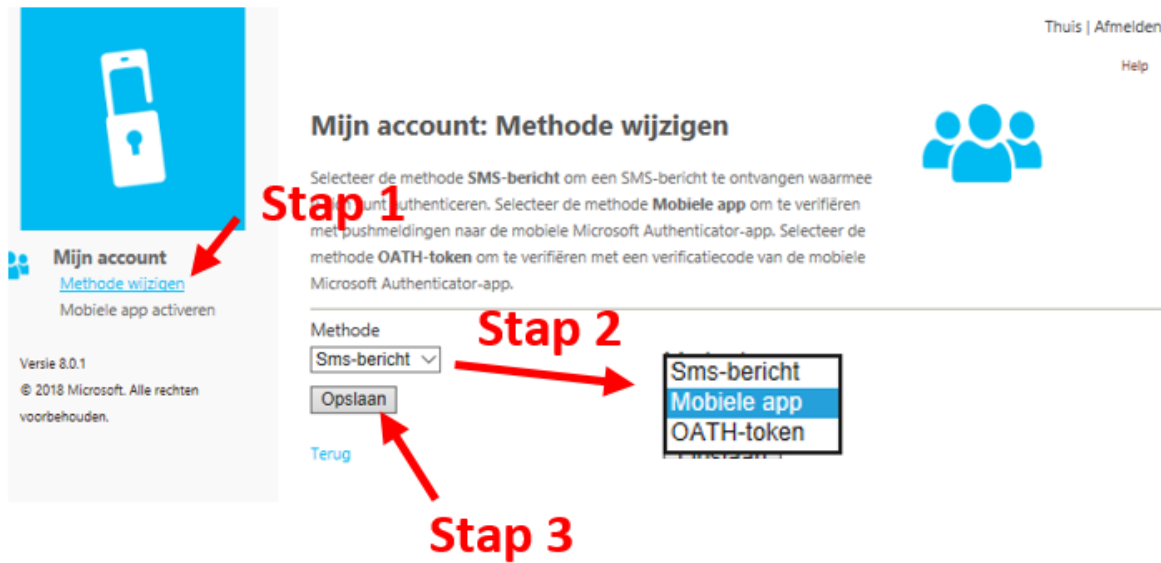 Thuis | Afmelden
Help
Mijn account: Methode wijzigen
Selecteer de methode SMS-bericht om een SMS-bericht te ontvangen waarmee
unt authenticeren. Selecteer de methode Mobiele app om te verifiëren
met pushmeldingen naar de mobiele Microsoft Authenticator-app. Selecteer de
methode OATH-token om te verifiëren met een verificatiecode van de mobiele
Microsoft Authenticator-app.
Stap 1
Mijn account
Methode wijzigen
Mobiele app activeren
Versie 8.0.1
© 2018 Microsoft. Alle rechten
voorbehouden.
Methode
Sms-bericht
Opslaan
Terug
Stap 2
Sms-bericht
Mobiele app
OATH-token
Stap 3